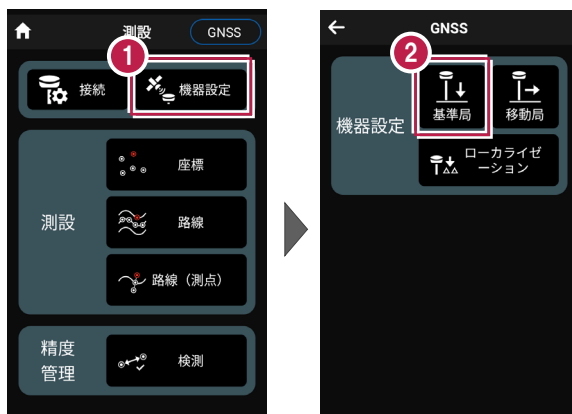 測設
GNSS
1
接続
機器設定
測設
座標
路線
路線（測点）
精度
管理
検測
GNSS
2
機器設定
基準局
移動局
ローカライゼ
ーション